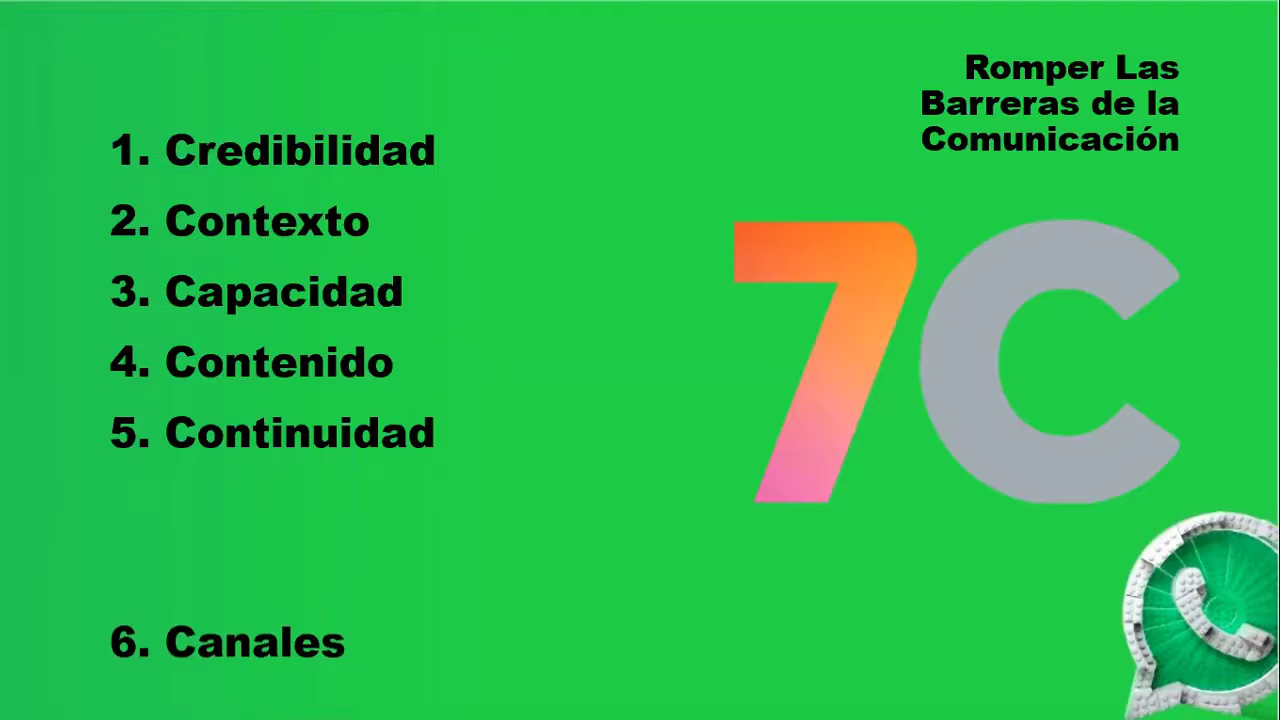 Romper Las
Barreras de la
Comunicación
1. Credibilidad
2. Contexto
3. Capacidad
4. Contenido
5. Continuidad
6. Canales
7C